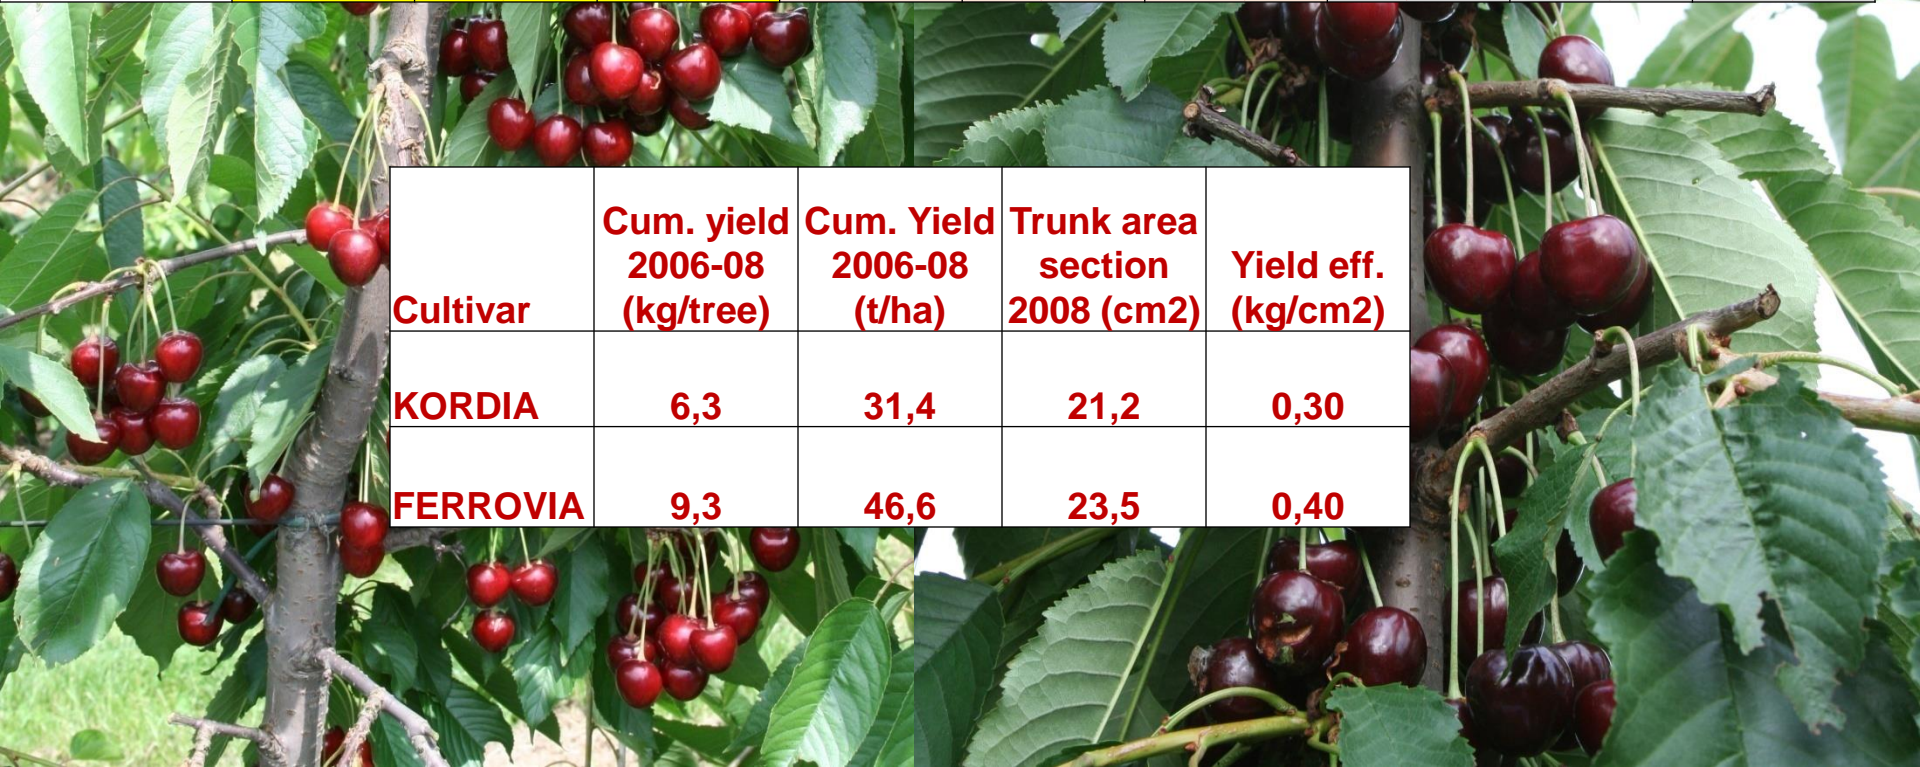 Cultivar
Cum. yield
2006-08
(kg/tree)
Cum. Yield
2006-08
(t/ha)
Trunk area
section
2008 (cm2)
Yield eff.
(kg/cm2)
KORDIA 6,3 31,4 21,2 0,30
FERROVIA 9,3 46,6 23,5 0,40